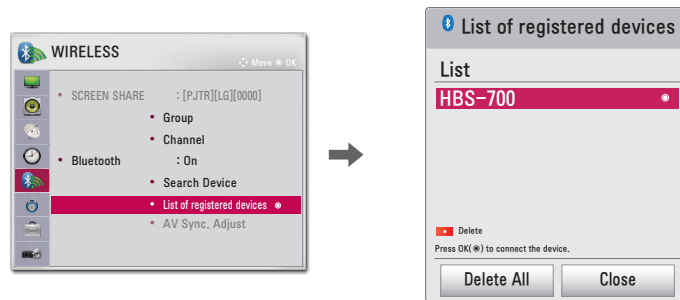 WIRELESS
Move ◉ OK
• SCREEN SHARE : [PJTR][LG][0000]
• Group
• Channel
• Bluetooth : On
• Search Device
• List of registered devices ◉
• AV Sync. Adjust
List of registered devices
List
HBS-700 ◉
Delete
Press OK(◉) to connect the device.
Delete All Close